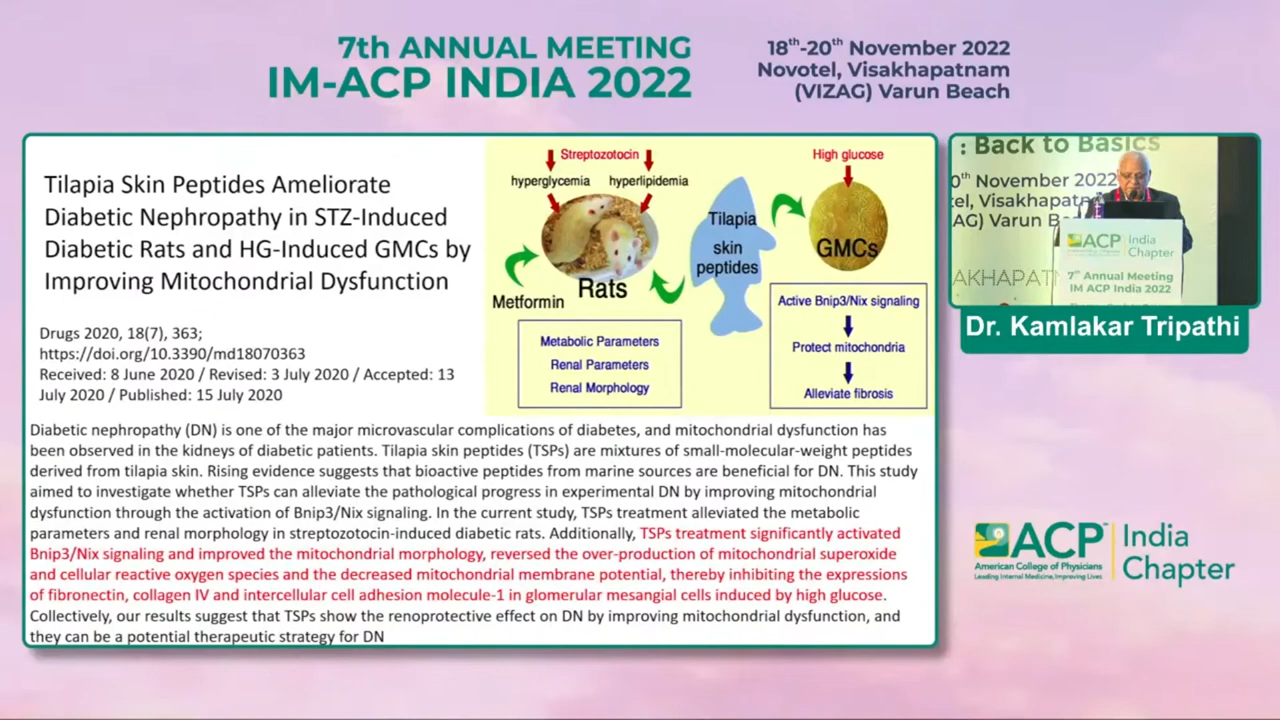 7th ANNUAL MEETING
IM-ACP INDIA 2022
18th-20th November 2022
Novotel, Visakhapatnam
(VIZAG) Varun Beach
Tilapia Skin Peptides Ameliorate
Diabetic Nephropathy in STZ-Induced
Diabetic Rats and HG-Induced GMCs by
Improving Mitochondrial Dysfunction
Drugs 2020, 18(7), 363;
https://doi.org/10.3390/md18070363
Received: 8 June 2020 / Revised: 3 July 2020 / Accepted: 13
July 2020 / Published: 15 July 2020
Streptozotocin
hyperglycemia
hyperlipidemia
Metformin
Rats
Metabolic Parameters
Renal Parameters
Renal Morphology
Tilapia
skin
peptides
High glucose
GMCs
Active Bnip3/Nix signaling
Protect mitochondria
Alleviate fibrosis
Diabetic nephropathy (DN) is one of the major microvascular complications of diabetes, and mitochondrial dysfunction has
been observed in the kidneys of diabetic patients. Tilapia skin peptides (TSPs) are mixtures of small-molecular-weight peptides
derived from tilapia skin. Rising evidence suggests that bioactive peptides from marine sources are beneficial for DN. This study
aimed to investigate whether TSPs can alleviate the pathological progress in experimental DN by improving mitochondrial
dysfunction through the activation of Bnip3/Nix signaling. In the current study, TSPs treatment alleviated the metabolic
parameters and renal morphology in streptozotocin-induced diabetic rats. Additionally, TSPs treatment significantly activated
Bnip3/Nix signaling and improved the mitochondrial morphology, reversed the over-production of mitochondrial superoxide
and cellular reactive oxygen species and the decreased mitochondrial membrane potential, thereby inhibiting the expressions
of fibronectin, collagen IV and intercellular cell adhesion molecule-1 in glomerular mesangial cells induced by high glucose.
Collectively, our results suggest that TSPs show the renoprotective effect on DN by improving mitochondrial dysfunction, and
they can be a potential therapeutic strategy for DN
: Back to Basics
0th November 2022
tel, Visakhapatn
AG) Varun B
AKHAPATN
ACP India
Chapter
7th Annual Meeting
IM ACP India 2022
Dr. Kamlakar Tripathi
ACP
American College of Physicians
Leading Internal Medicine, Improving Lives
India
Chapter